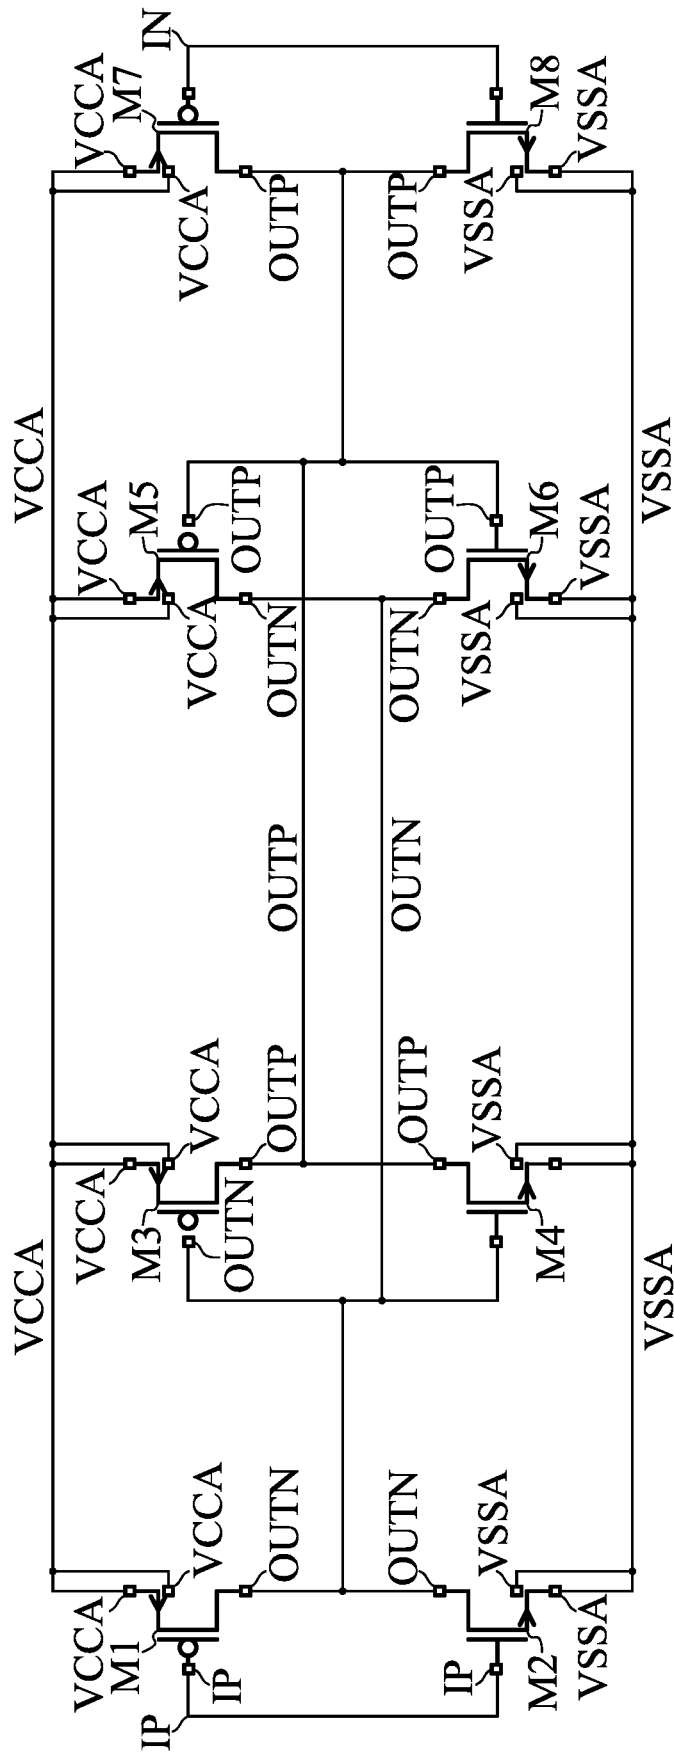 VCCA
VCCA
VCCA
VCCA
VCCA
VCCA
M1
M3
M5
M7
IP
IN
VCCA
VCCA
VCCA
VCCA
IP
OUTN
OUTP
OUTN
OUTP
OUTP
OUTN
OUTP
OUTN
OUTP
OUTN
OUTN
OUTP
OUTP
IP
VSSA
VSSA
VSSA
VSSA
M2
M4
M6
M8
VSSA
VSSA
VSSA
VSSA
VSSA